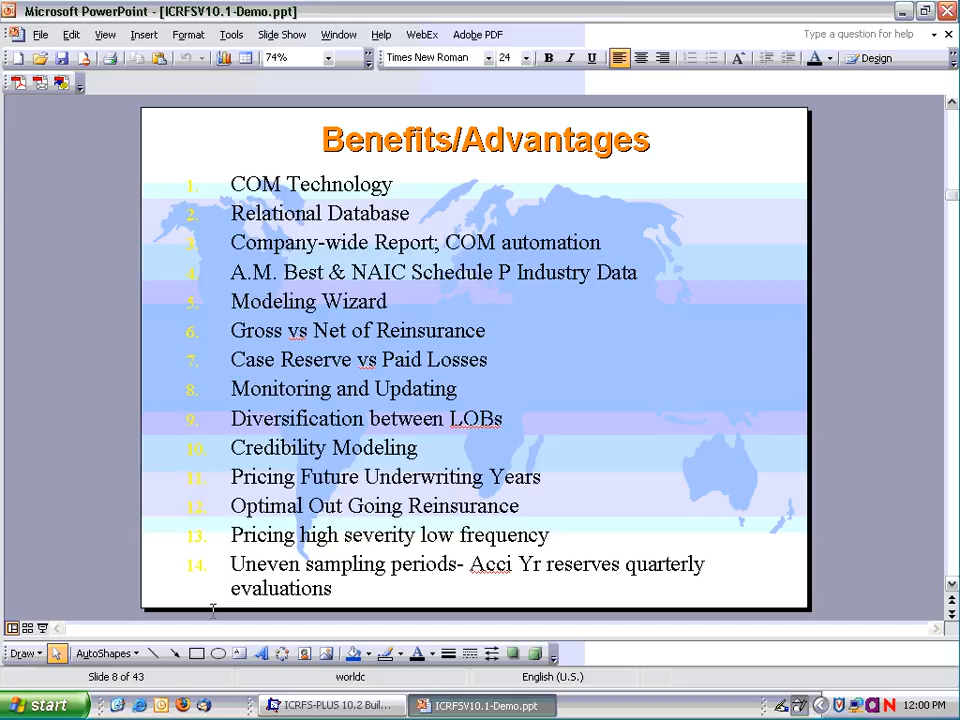 Microsoft PowerPoint - [ICRFSV10.1-Demo.ppt]
File Edit View Insert Format Tools Slide Show Window Help WebEx Adobe PDF
Type a question for help
74%
Times New Roman
24
B I U
A
A
Design
Benefits/Advantages
1. COM Technology
2. Relational Database
3. Company-wide Report; COM automation
4. A.M. Best & NAIC Schedule P Industry Data
5. Modeling Wizard
6. Gross vs Net of Reinsurance
7. Case Reserve vs Paid Losses
8. Monitoring and Updating
9. Diversification between LOBs
10. Credibility Modeling
11. Pricing Future Underwriting Years
12. Optimal Out Going Reinsurance
13. Pricing high severity low frequency
14. Uneven sampling periods- Acci Yr reserves quarterly
evaluations
Draw AutoShapes
A
Slide 8 of 43
worldc
English (U.S.)
start
ICRFS-PLUS 10.2 Buil...
ICRFSV10.1-Demo.ppt
N
12:00 PM